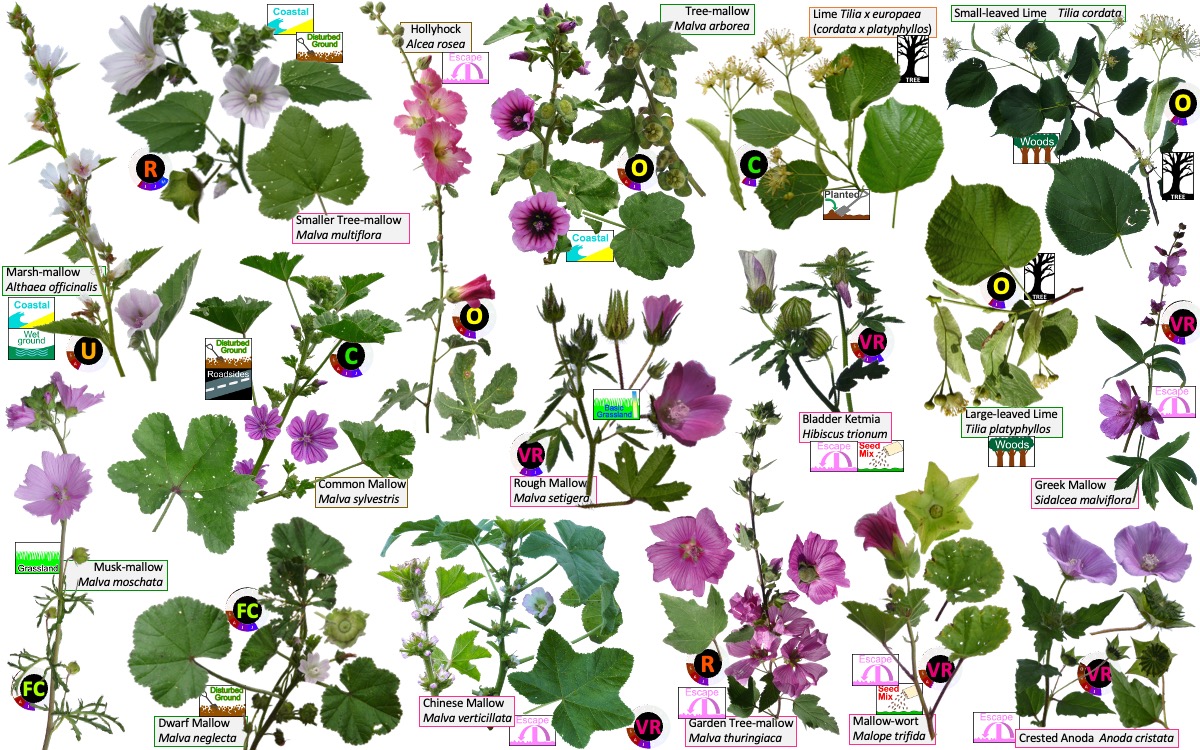 Coastal
Disturbed
Ground
R
Smaller Tree-mallow
Malva multiflora
Hollyhock
Alcea rosea
Escape
O
Tree-mallow
Malva arborea
O
Coastal
Lime Tilia x europaea
(cordata x platyphyllos)
TREE
C
Planted
Small-leaved Lime Tilia cordata
O
Woods
TREE
Marsh-mallow
Althaea officinalis
Coastal
Wet
ground
U
Disturbed
Ground
Roadsides
C
Common Mallow
Malva sylvestris
Basic
Grassland
VR
Rough Mallow
Malva setigera
VR
Bladder Ketmia
Hibiscus trionum
Escape
Seed
Mix
O
TREE
Large-leaved Lime
Tilia platyphyllos
Woods
VR
Escape
Greek Mallow
Sidalcea malviflora
Grassland
Musk-mallow
Malva moschata
FC
FC
Disturbed
Ground
Dwarf Mallow
Malva neglecta
Chinese Mallow
Malva verticillata
Escape
VR
R
Escape
Garden Tree-mallow
Malva thuringiaca
Escape
VR
Seed
Mix
Mallow-wort
Malope trifida
VR
Escape
Crested Anoda Anoda cristata